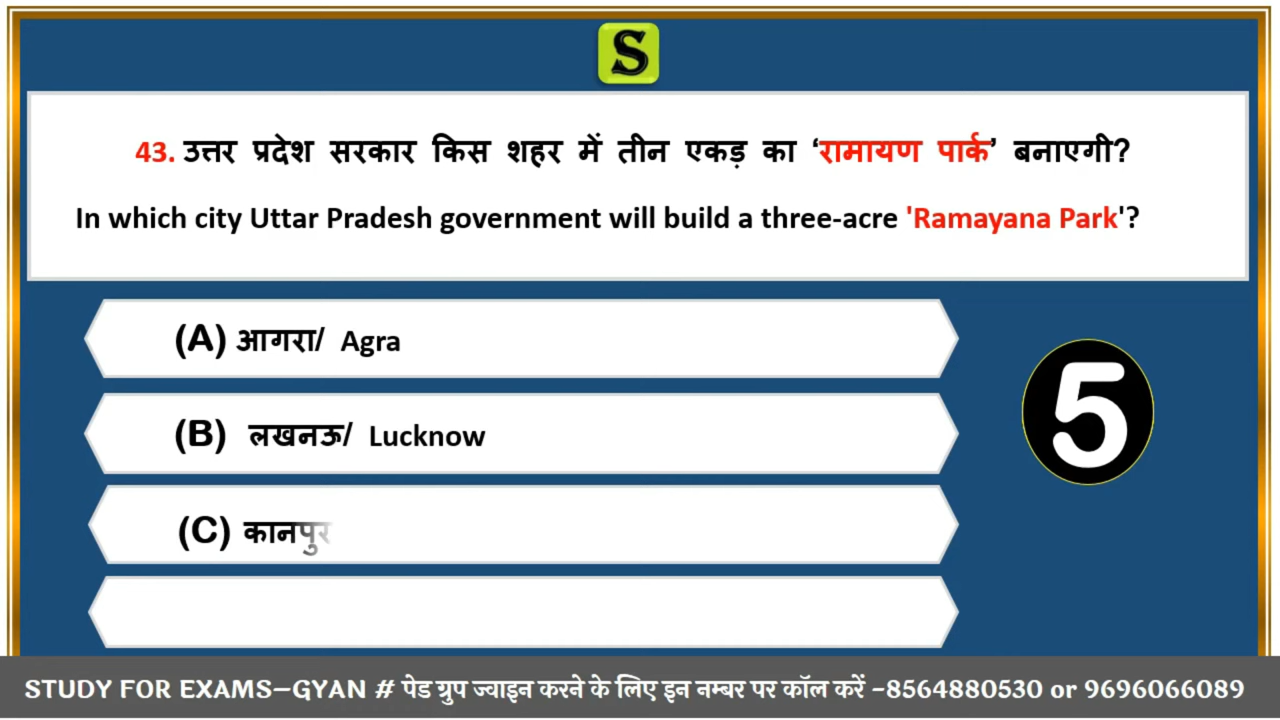 S
43. उत्तर प्रदेश सरकार किस शहर में तीन एकड़ का ‘रामायण पार्क’ बनाएगी?
In which city Uttar Pradesh government will build a three-acre 'Ramayana Park'?
(A) आगरा/ Agra
(B) लखनऊ/ Lucknow
5
(C) कानपुर
STUDY FOR EXAMS–GYAN # पेड ग्रुप ज्वाइन करने के लिए इन नम्बर पर कॉल करें –8564880530 or 9696066089